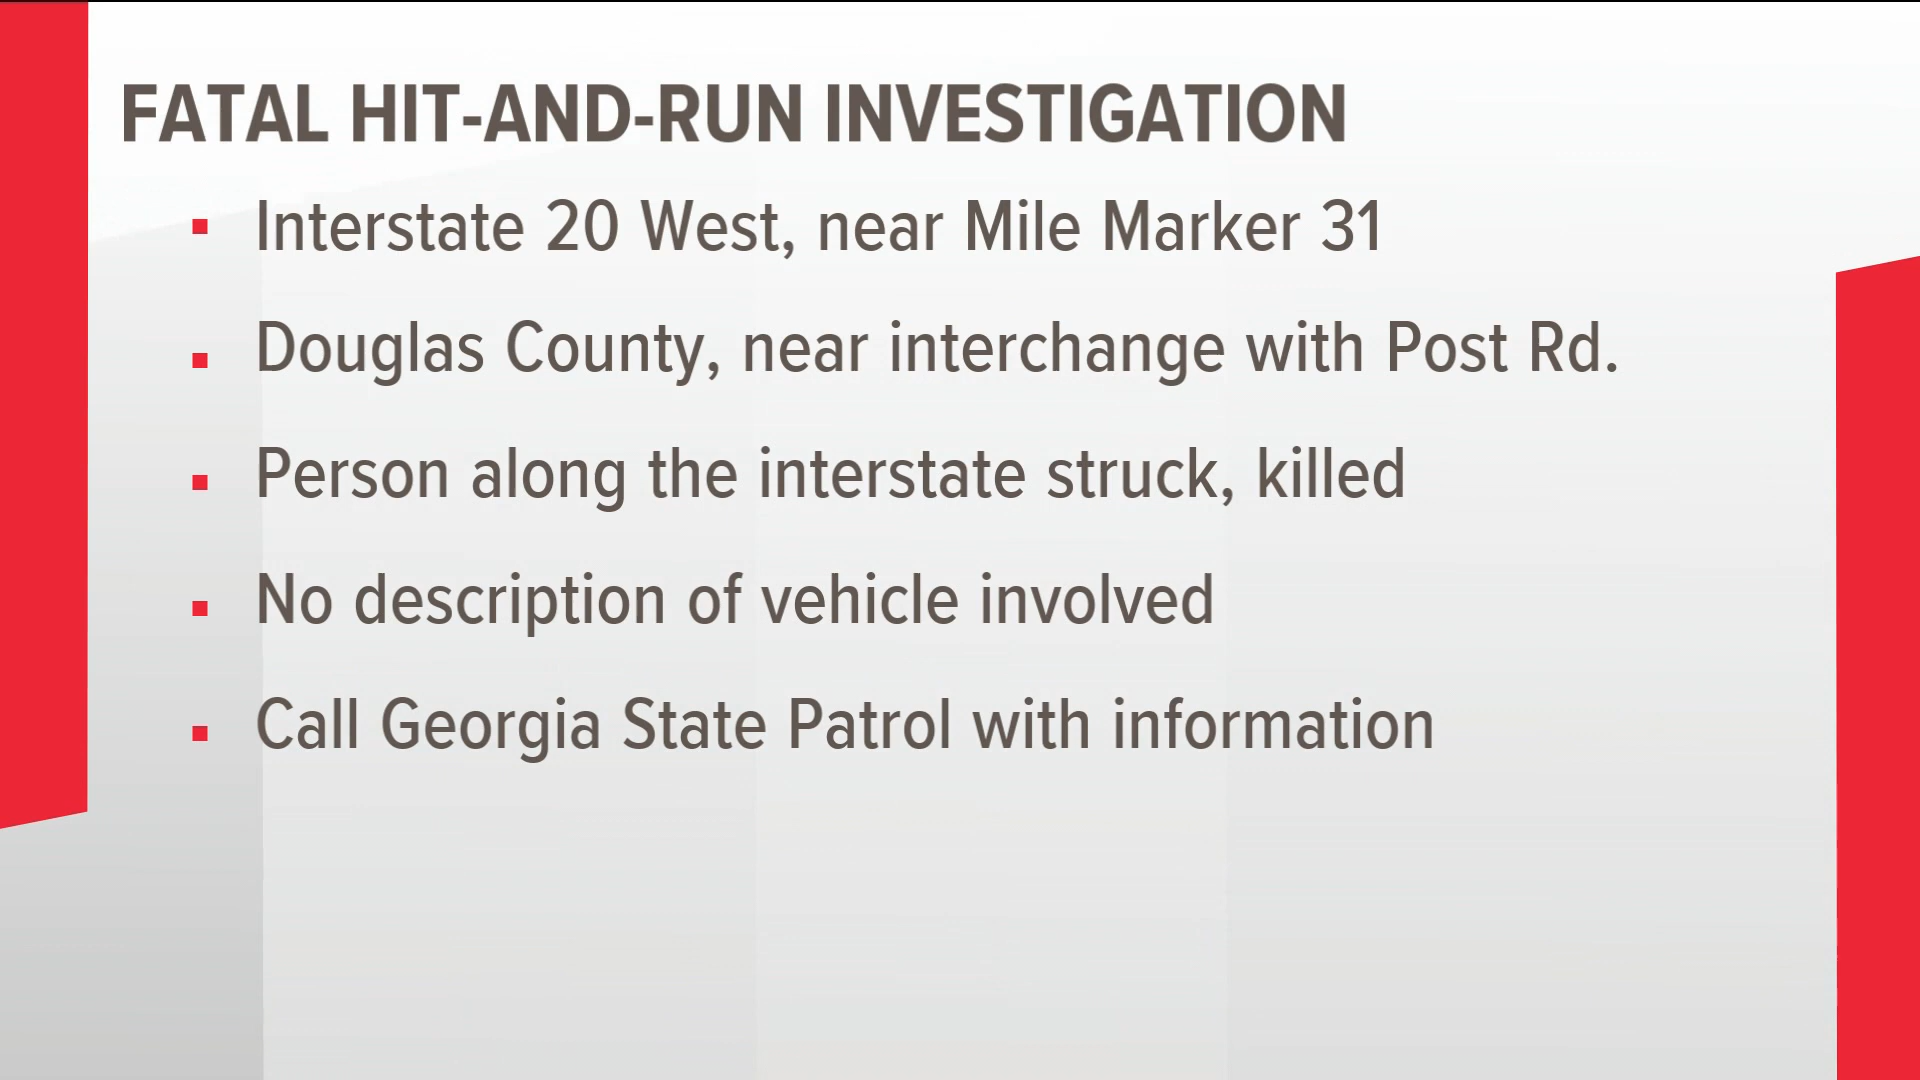 FATAL HIT-AND-RUN INVESTIGATION
Interstate 20 West, near Mile Marker 31
Douglas County, near interchange with Post Rd.
Person along the interstate struck, killed
No description of vehicle involved
Call Georgia State Patrol with information